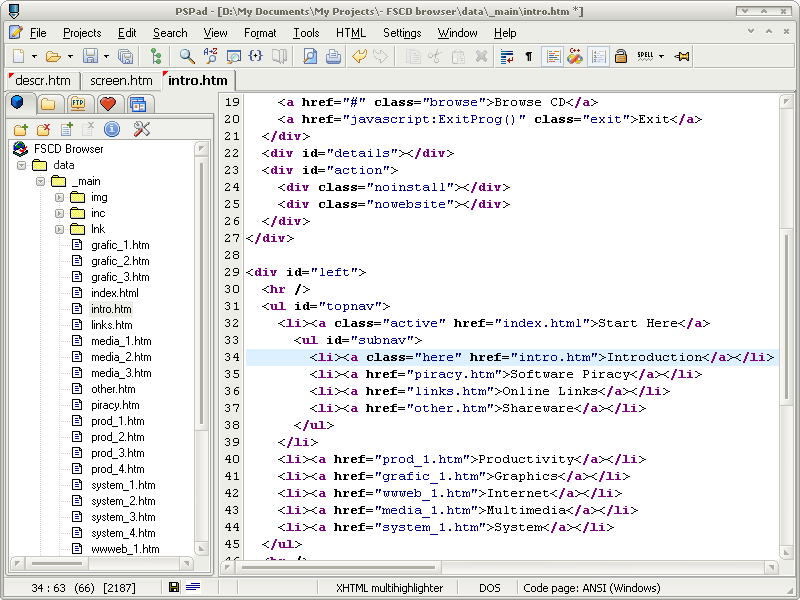 PSPad - [D:\My Documents\My Projects\- FSCD browser\data\_main\intro.htm *]
File Projects Edit Search View Format Tools HTML Settings Window Help
A-Z
SPELL
descr.htm screen.htm intro.htm
FTP
FSCD Browser
data
_main
img
inc
lnk
grafic_1.htm
grafic_2.htm
grafic_3.htm
index.html
intro.htm
links.htm
media_1.htm
media_2.htm
media_3.htm
other.htm
piracy.htm
prod_1.htm
prod_2.htm
prod_3.htm
prod_4.htm
system_1.htm
system_2.htm
system_3.htm
system_4.htm
wwweb_1.htm
19 <a href="#" class="browse">Browse CD</a>
20 <a href="javascript:ExitProg()" class="exit">Exit</a>
21 </div>
22 <div id="details"></div>
23 <div id="action">
24 <div class="noinstall"></div>
25 <div class="nowebsite"></div>
26 </div>
27 </div>
28
29 <div id="left">
30 <hr />
31 <ul id="topnav">
32 <li><a class="active" href="index.html">Start Here</a>
33 <ul id="subnav">
34 <li><a class="here" href="intro.htm">Introduction</a></li>
35 <li><a href="piracy.htm">Software Piracy</a></li>
36 <li><a href="links.htm">Online Links</a></li>
37 <li><a href="other.htm">Shareware</a></li>
38 </ul>
39 </li>
40 <li><a href="prod_1.htm">Productivity</a></li>
41 <li><a href="grafic_1.htm">Graphics</a></li>
42 <li><a href="wwweb_1.htm">Internet</a></li>
43 <li><a href="media_1.htm">Multimedia</a></li>
44 <li><a href="system_1.htm">System</a></li>
45 </ul>
46 <hr />
34 : 63 (66) [2187] XHTML multihighlighter DOS Code page: ANSI (Windows)